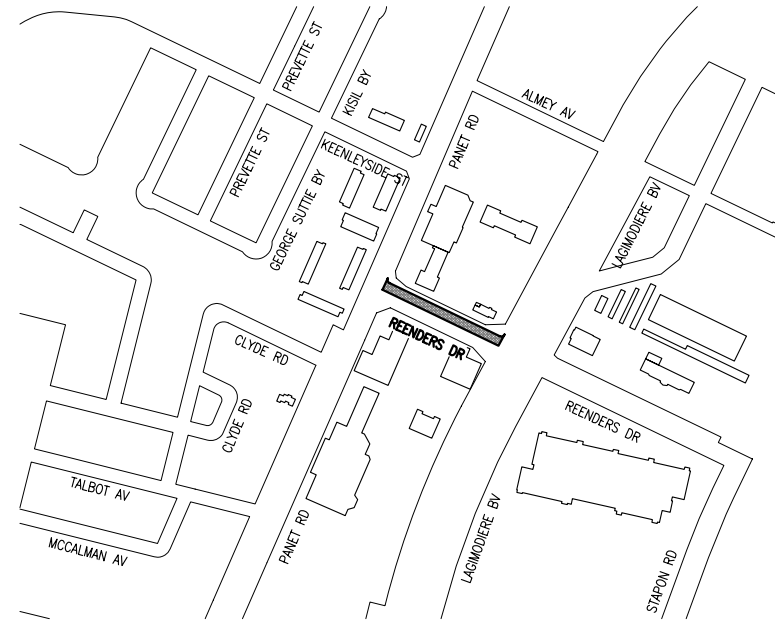 PREVETTE ST
KISIL BY
ALMEY AV
PANET RD
KEENLEYSIDE ST
PREVETTE ST
GEORGE SUTTIE BY
LAGIMODIERE BV
REENDERS DR
CLYDE RD
CLYDE RD
REENDERS DR
TALBOT AV
MCCALMAN AV
PANET RD
LAGIMODIERE BV
STAPON RD